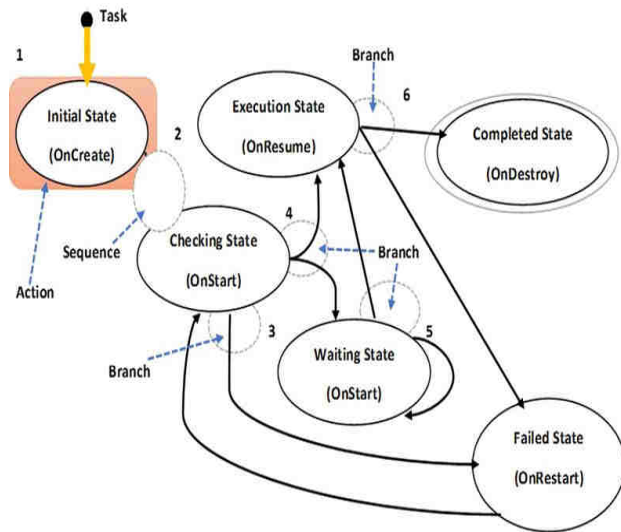 Task
1
Initial State
(OnCreate)
2
Sequence
Action
Branch
6
Execution State
(OnResume)
Completed State
(OnDestroy)
4
Checking State
(OnStart)
Branch
3
Branch
5
Waiting State
(OnStart)
Failed State
(OnRestart)